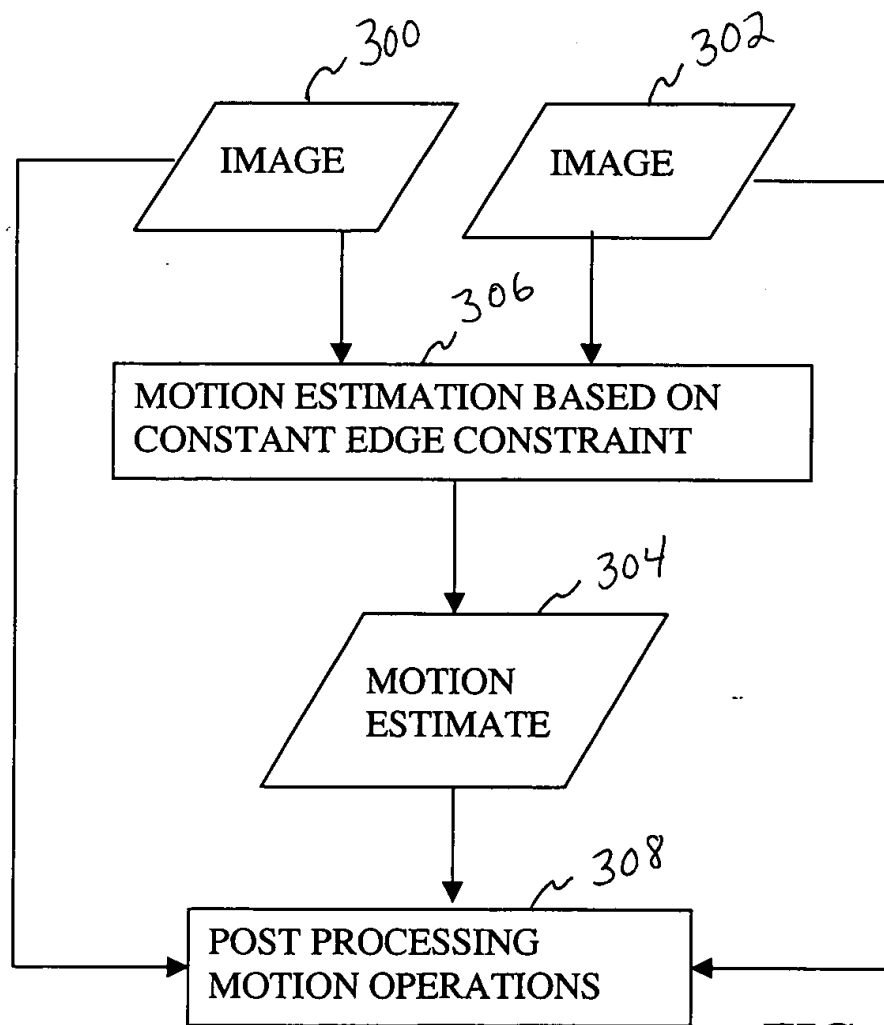 300
302
IMAGE
IMAGE
306
MOTION ESTIMATION BASED ON
CONSTANT EDGE CONSTRAINT
304
MOTION
ESTIMATE
308
POST PROCESSING
MOTION OPERATIONS